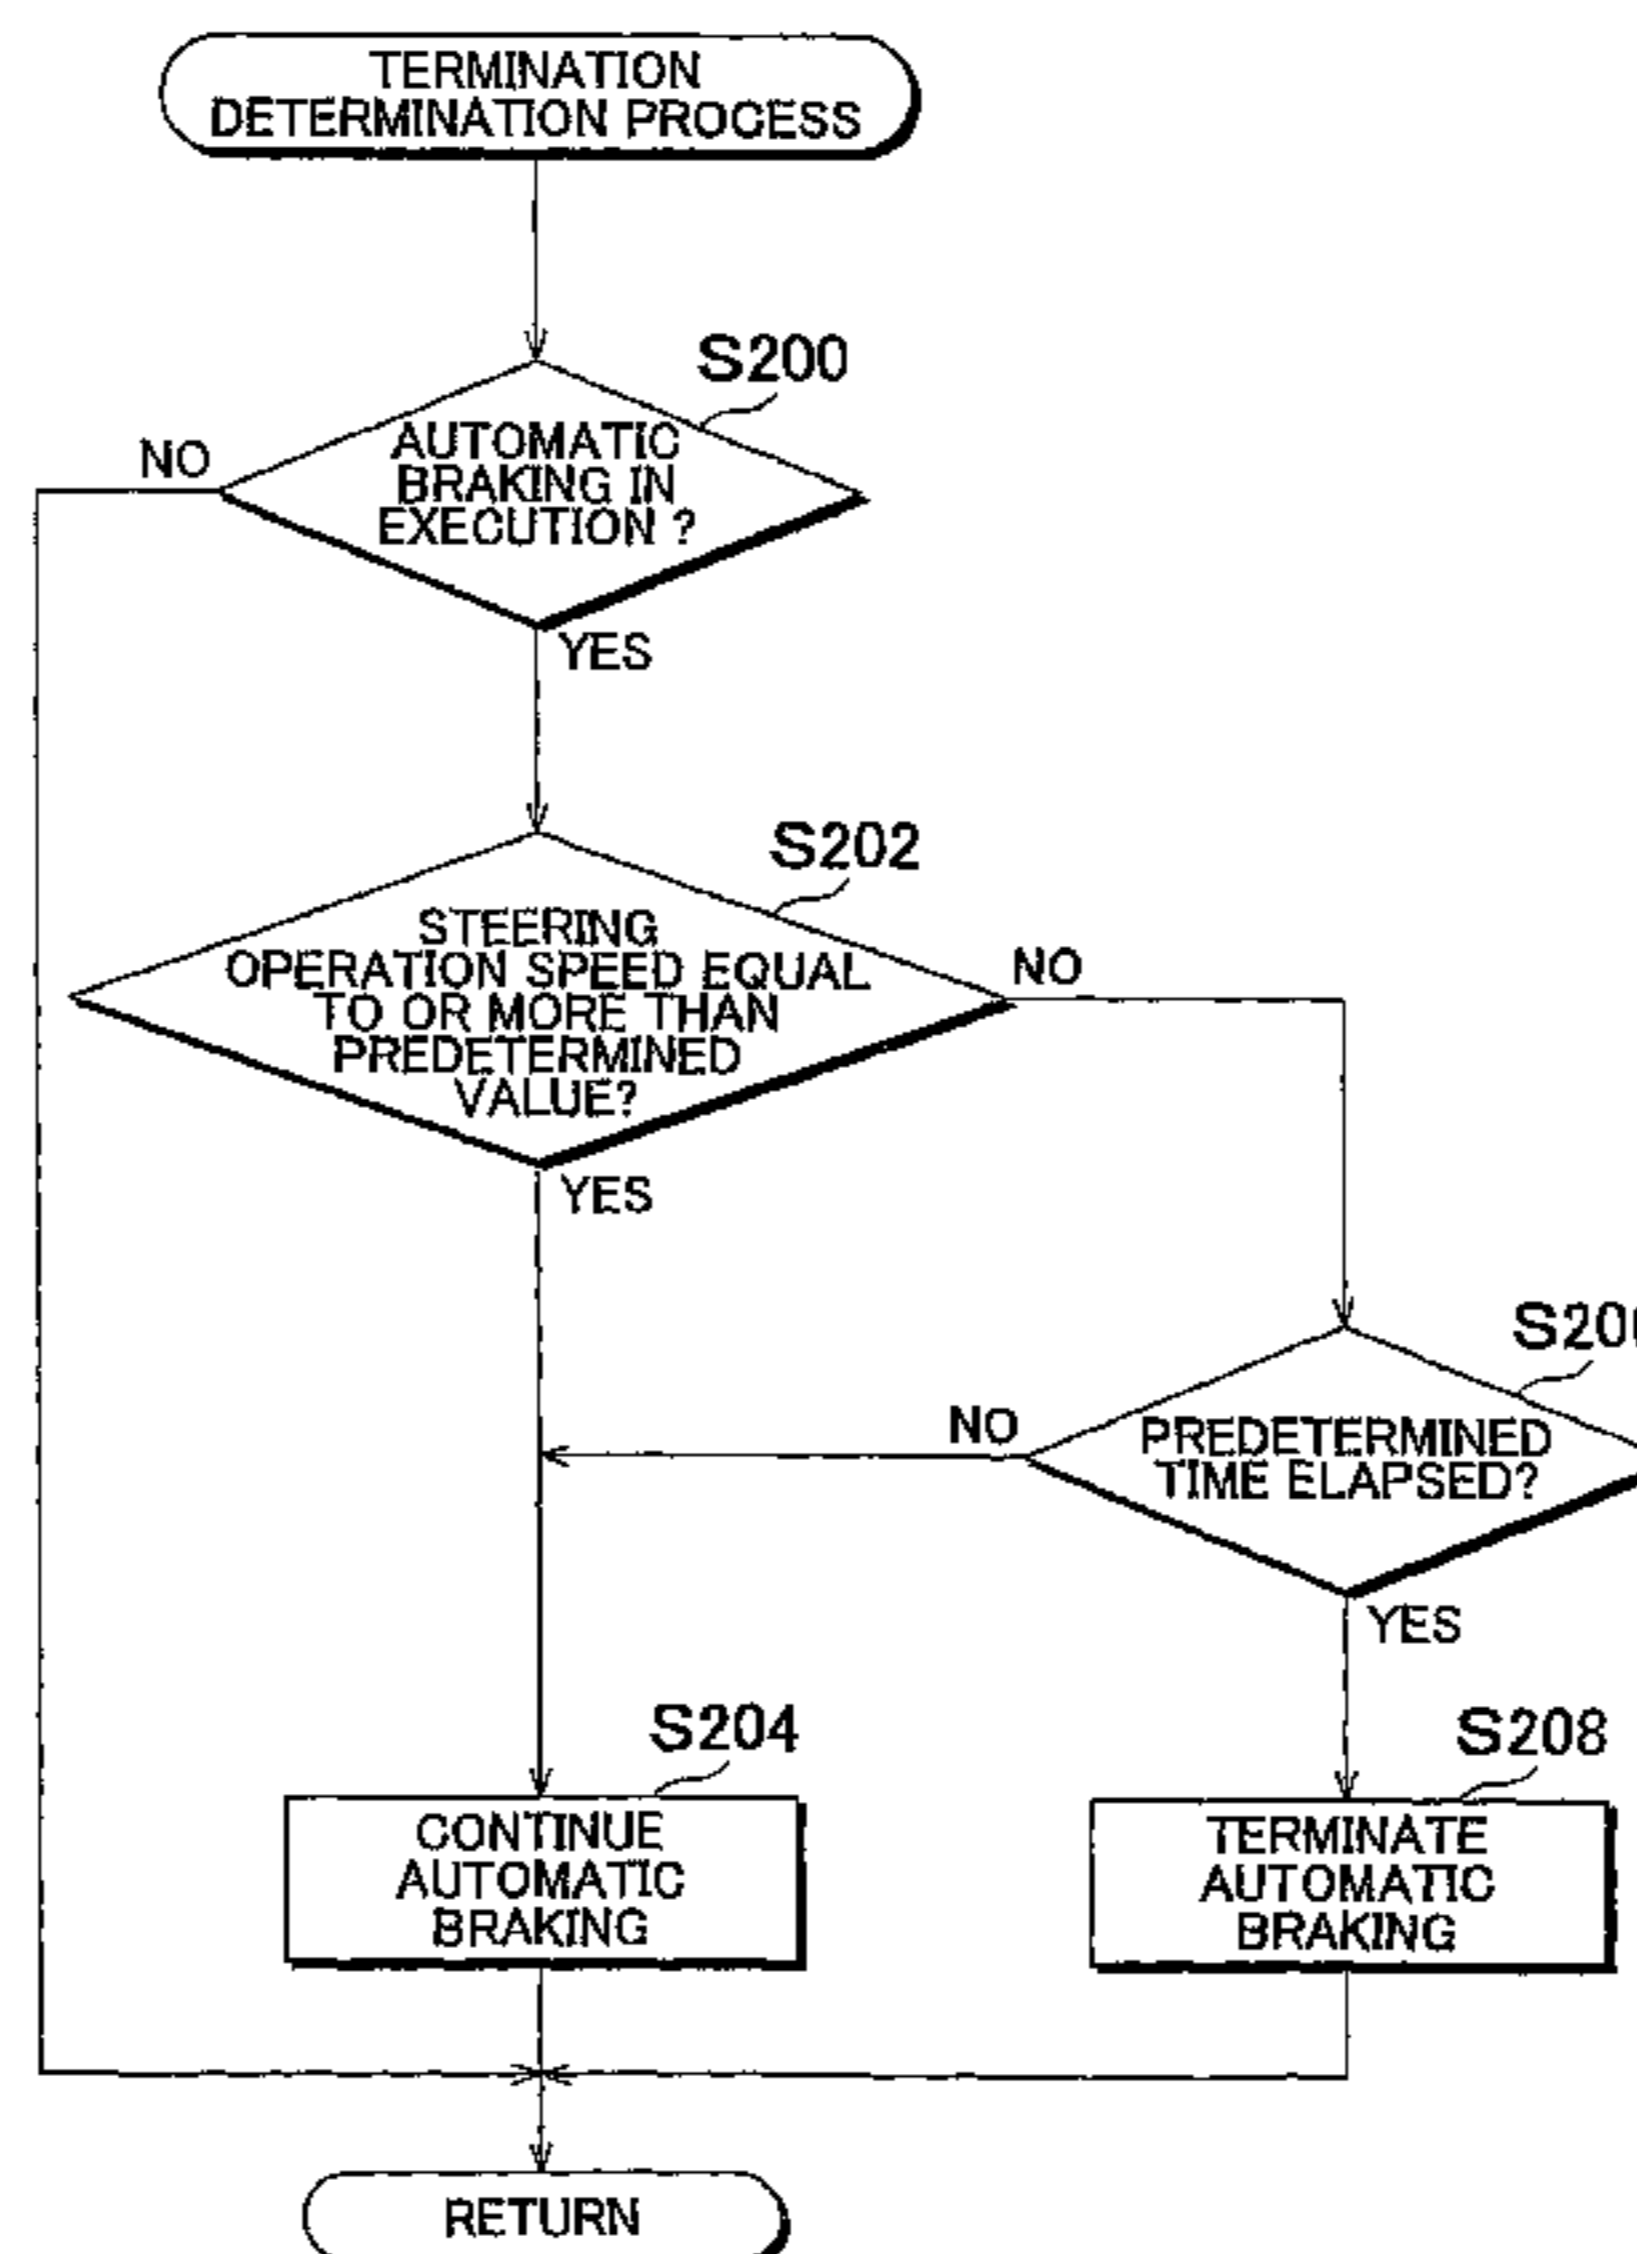 TERMINATION
DETERMINATION PROCESS
S200
NO
AUTOMATIC
BRAKING IN
EXECUTION ?
YES
S202
STEERING
OPERATION SPEED EQUAL
TO OR MORE THAN
PREDETERMINED
VALUE?
NO
YES
NO
PREDETERMINED
TIME ELAPSED?
YES
S204
CONTINUE
AUTOMATIC
BRAKING
S208
TERMINATE
AUTOMATIC
BRAKING
RETURN